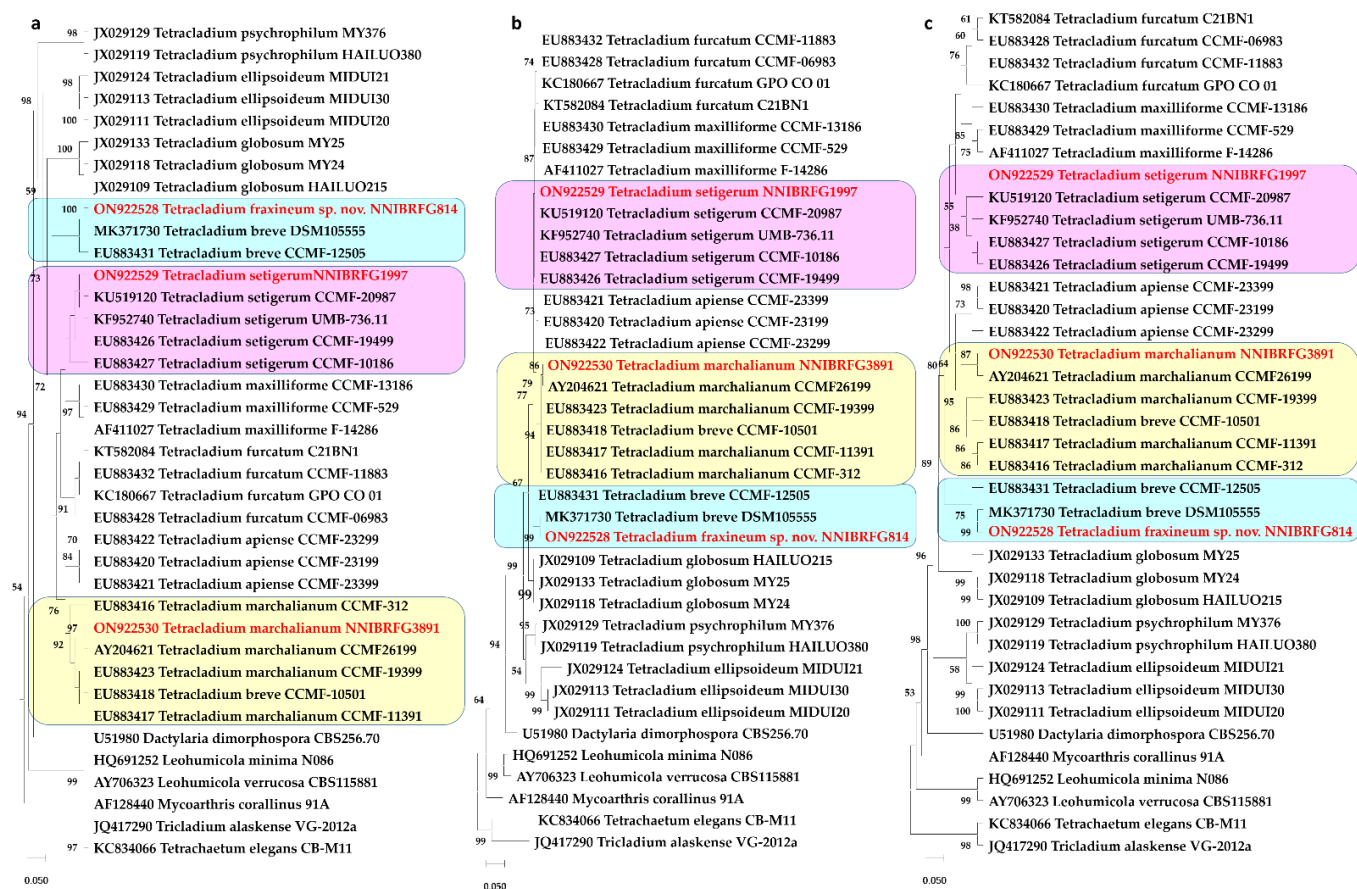 a
98 JX029129 Tetracladium psychrophilum MY376
JX029119 Tetracladium psychrophilum HAILUO380
98 JX029124 Tetracladium ellipsoideum MIDUI21
98 JX029113 Tetracladium ellipsoideum MIDUI30
100 JX029111 Tetracladium ellipsoideum MIDUI20
100 JX029133 Tetracladium globosum MY25
JX029118 Tetracladium globosum MY24
59 JX029109 Tetracladium globosum HAILUO215
100 ON922528 Tetracladium fraxineum sp. nov. NNIBRFG814
MK371730 Tetracladium breve DSM105555
EU883431 Tetracladium breve CCMF-12505
73 ON922529 Tetracladium setigerumNNIBRFG1997
KU519120 Tetracladium setigerum CCMF-20987
KF952740 Tetracladium setigerum UMB-736.11
EU883426 Tetracladium setigerum CCMF-19499
EU883427 Tetracladium setigerum CCMF-10186
72 EU883430 Tetracladium maxilliforme CCMF-13186
97 EU883429 Tetracladium maxilliforme CCMF-529
94 AF411027 Tetracladium maxilliforme F-14286
KT582084 Tetracladium furcatum C21BN1
EU883432 Tetracladium furcatum CCMF-11883
91 KC180667 Tetracladium furcatum GPO CO 01
EU883428 Tetracladium furcatum CCMF-06983
70 EU883422 Tetracladium apiense CCMF-23299
84 EU883420 Tetracladium apiense CCMF-23199
54 EU883421 Tetracladium apiense CCMF-23399
76 EU883416 Tetracladium marchalianum CCMF-312
97 ON922530 Tetracladium marchalianum NNIBRFG3891
92 AY204621 Tetracladium marchalianum CCMF26199
EU883423 Tetracladium marchalianum CCMF-19399
EU883418 Tetracladium breve CCMF-10501
EU883417 Tetracladium marchalianum CCMF-11391
U51980 Dactylaria dimorphospora CBS256.70
HQ691252 Leohumicola minima N086
99 AY706323 Leohumicola verrucosa CBS115881
AF128440 Mycoarthris corallinus 91A
JQ417290 Tricladium alaskense VG-2012a
97 KC834066 Tetrachaetum elegans CB-M11
0.050
b
EU883432 Tetracladium furcatum CCMF-11883
74 EU883428 Tetracladium furcatum CCMF-06983
KC180667 Tetracladium furcatum GPO CO 01
KT582084 Tetracladium furcatum C21BN1
EU883430 Tetracladium maxilliforme CCMF-13186
87 EU883429 Tetracladium maxilliforme CCMF-529
AF411027 Tetracladium maxilliforme F-14286
ON922529 Tetracladium setigerum NNIBRFG1997
KU519120 Tetracladium setigerum CCMF-20987
KF952740 Tetracladium setigerum UMB-736.11
EU883427 Tetracladium setigerum CCMF-10186
EU883426 Tetracladium setigerum CCMF-19499
EU883421 Tetracladium apiense CCMF-23399
73 EU883420 Tetracladium apiense CCMF-23199
EU883422 Tetracladium apiense CCMF-23299
86 ON922530 Tetracladium marchalianum NNIBRFG3891
79 AY204621 Tetracladium marchalianum CCMF26199
77 EU883423 Tetracladium marchalianum CCMF-19399
94 EU883418 Tetracladium breve CCMF-10501
EU883417 Tetracladium marchalianum CCMF-11391
EU883416 Tetracladium marchalianum CCMF-312
67 EU883431 Tetracladium breve CCMF-12505
MK371730 Tetracladium breve DSM105555
99 ON922528 Tetracladium fraxineum sp. nov. NNIBRFG814
99 JX029109 Tetracladium globosum HAILUO215
JX029133 Tetracladium globosum MY25
99 JX029118 Tetracladium globosum MY24
95 JX029129 Tetracladium psychrophilum MY376
94 JX029119 Tetracladium psychrophilum HAILUO380
54 JX029124 Tetracladium ellipsoideum MIDUI21
99 JX029113 Tetracladium ellipsoideum MIDUI30
99 JX029111 Tetracladium ellipsoideum MIDUI20
64 U51980 Dactylaria dimorphospora CBS256.70
HQ691252 Leohumicola minima N086
99 AY706323 Leohumicola verrucosa CBS115881
AF128440 Mycoarthris corallinus 91A
KC834066 Tetrachaetum elegans CB-M11
99 JQ417290 Tricladium alaskense VG-2012a
0.050
c
61 KT582084 Tetracladium furcatum C21BN1
60 EU883428 Tetracladium furcatum CCMF-06983
76 EU883432 Tetracladium furcatum CCMF-11883
KC180667 Tetracladium furcatum GPO CO 01
EU883430 Tetracladium maxilliforme CCMF-13186
85 EU883429 Tetracladium maxilliforme CCMF-529
75 AF411027 Tetracladium maxilliforme F-14286
ON922529 Tetracladium setigerum NNIBRFG1997
55 KU519120 Tetracladium setigerum CCMF-20987
38 KF952740 Tetracladium setigerum UMB-736.11
EU883427 Tetracladium setigerum CCMF-10186
EU883426 Tetracladium setigerum CCMF-19499
98 EU883421 Tetracladium apiense CCMF-23399
73 EU883420 Tetracladium apiense CCMF-23199
EU883422 Tetracladium apiense CCMF-23299
87 ON922530 Tetracladium marchalianum NNIBRFG3891
80 64 AY204621 Tetracladium marchalianum CCMF26199
95 EU883423 Tetracladium marchalianum CCMF-19399
86 EU883418 Tetracladium breve CCMF-10501
86 EU883417 Tetracladium marchalianum CCMF-11391
89 86 EU883416 Tetracladium marchalianum CCMF-312
EU883431 Tetracladium breve CCMF-12505
75 MK371730 Tetracladium breve DSM105555
99 ON922528 Tetracladium fraxineum sp. nov. NNIBRFG814
96 JX029133 Tetracladium globosum MY25
99 JX029118 Tetracladium globosum MY24
99 JX029109 Tetracladium globosum HAILUO215
100 JX029129 Tetracladium psychrophilum MY376
98 JX029119 Tetracladium psychrophilum HAILUO380
58 JX029124 Tetracladium ellipsoideum MIDUI21
53 99 JX029113 Tetracladium ellipsoideum MIDUI30
100 JX029111 Tetracladium ellipsoideum MIDUI20
U51980 Dactylaria dimorphospora CBS256.70
AF128440 Mycoarthris corallinus 91A
HQ691252 Leohumicola minima N086
99 AY706323 Leohumicola verrucosa CBS115881
KC834066 Tetrachaetum elegans CB-M11
98 JQ417290 Tricladium alaskense VG-2012a
0.050